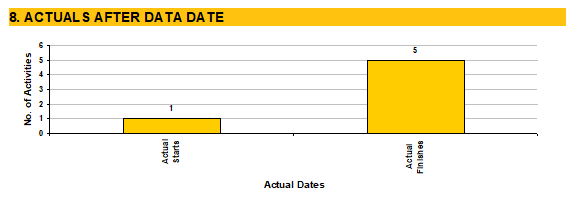 8. ACTUALS AFTER DATA DATE
No. of Activities
6
5
4
3
2
1
0
1
5
Actual
Starts
Actual
Finishes
Actual Dates